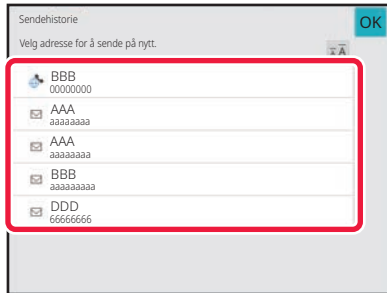 Sendehistorie
OK
Velg adresse for å sende på nytt.
A A
BBB
00000000
AAA
aaaaaaaa
AAA
aaaaaaaa
BBB
aaaaaaaaa
DDD
66666666